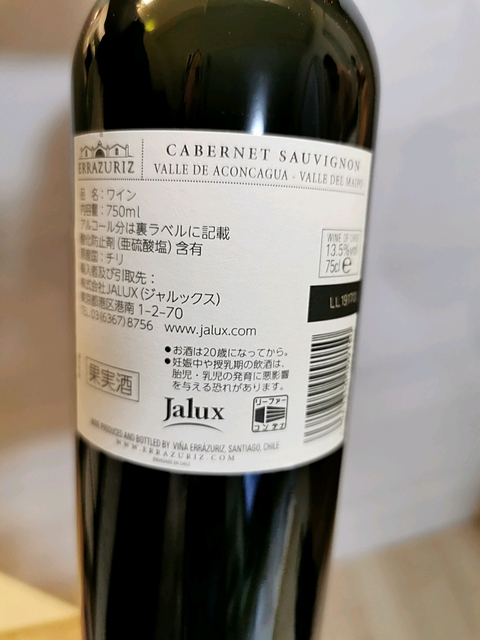 ERRAZURIZ
CABERNET SAUVIGNON
VALLE DE ACONCAGUA - VALLE DEL MAIPO
品 名：ワイン
内容量：750ml
アルコール分は裏ラベルに記載
酸化防止剤(亜硫酸塩)含有
原産国：チリ
輸入者及び引取先：
株式会社JALUX(ジャルックス)
東京都港区港南 1-2-70
TEL.03(6367)8756 www.jalux.com
WINE OF CHILE
13.5%vol
75cl e
●お酒は20歳になってから。
●妊娠中や授乳期の飲酒は、
胎児・乳児の発育に悪影響
を与える恐れがあります。
果実酒
Jalux
リーファー
コンテナ
MADE, PRODUCED AND BOTTLED BY VIÑA ERRÁZURIZ, SANTIAGO, CHILE
WWW.ERRAZURIZ.COM